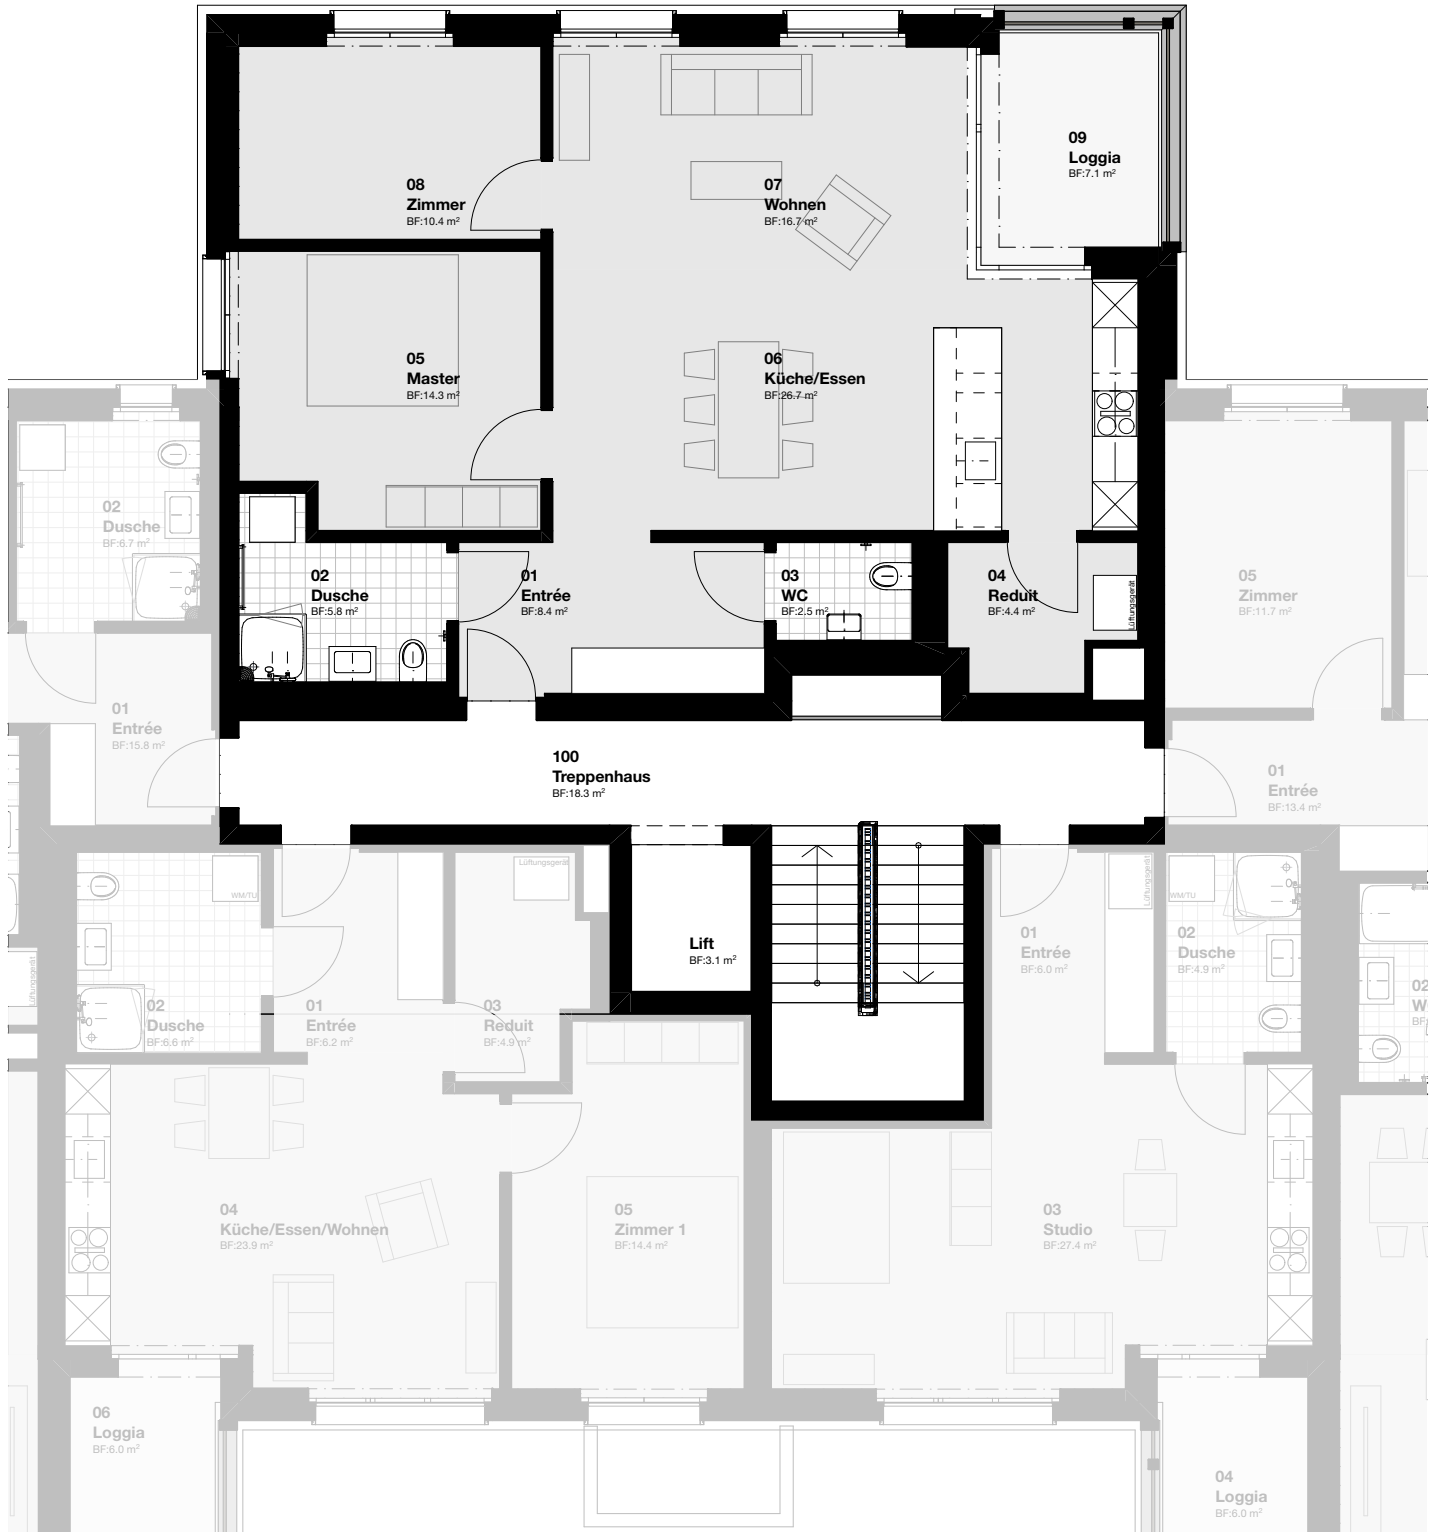 09
Loggia
BF:7.1 m²
08
Zimmer
BF:10.4 m²
07
Wohnen
BF:16.7 m²
05
Master
BF:14.3 m²
06
Küche/Essen
BF:26.7 m²
02
Dusche
BF:6.7 m²
02
Dusche
BF:5.8 m²
01
Entrée
BF:8.4 m²
03
WC
BF:2.5 m²
04
Reduit
BF:4.4 m²
Lüftungsgerät
05
Zimmer
BF:11.7 m²
01
Entrée
BF:15.8 m²
100
Treppenhaus
BF:18.3 m²
01
Entrée
BF:13.4 m²
WM/TU
Lüftungsgerät
Lüftungsgerät
WM/TU
Lift
BF:3.1 m²
01
Entrée
BF:6.0 m²
02
Dusche
BF:4.9 m²
Lüftungsgerät
02
Dusche
BF:6.6 m²
01
Entrée
BF:6.2 m²
03
Reduit
BF:4.9 m²
02
W
BF:
04
Küche/Essen/Wohnen
BF:23.9 m²
05
Zimmer 1
BF:14.4 m²
03
Studio
BF:27.4 m²
06
Loggia
BF:6.0 m²
04
Loggia
BF:6.0 m²